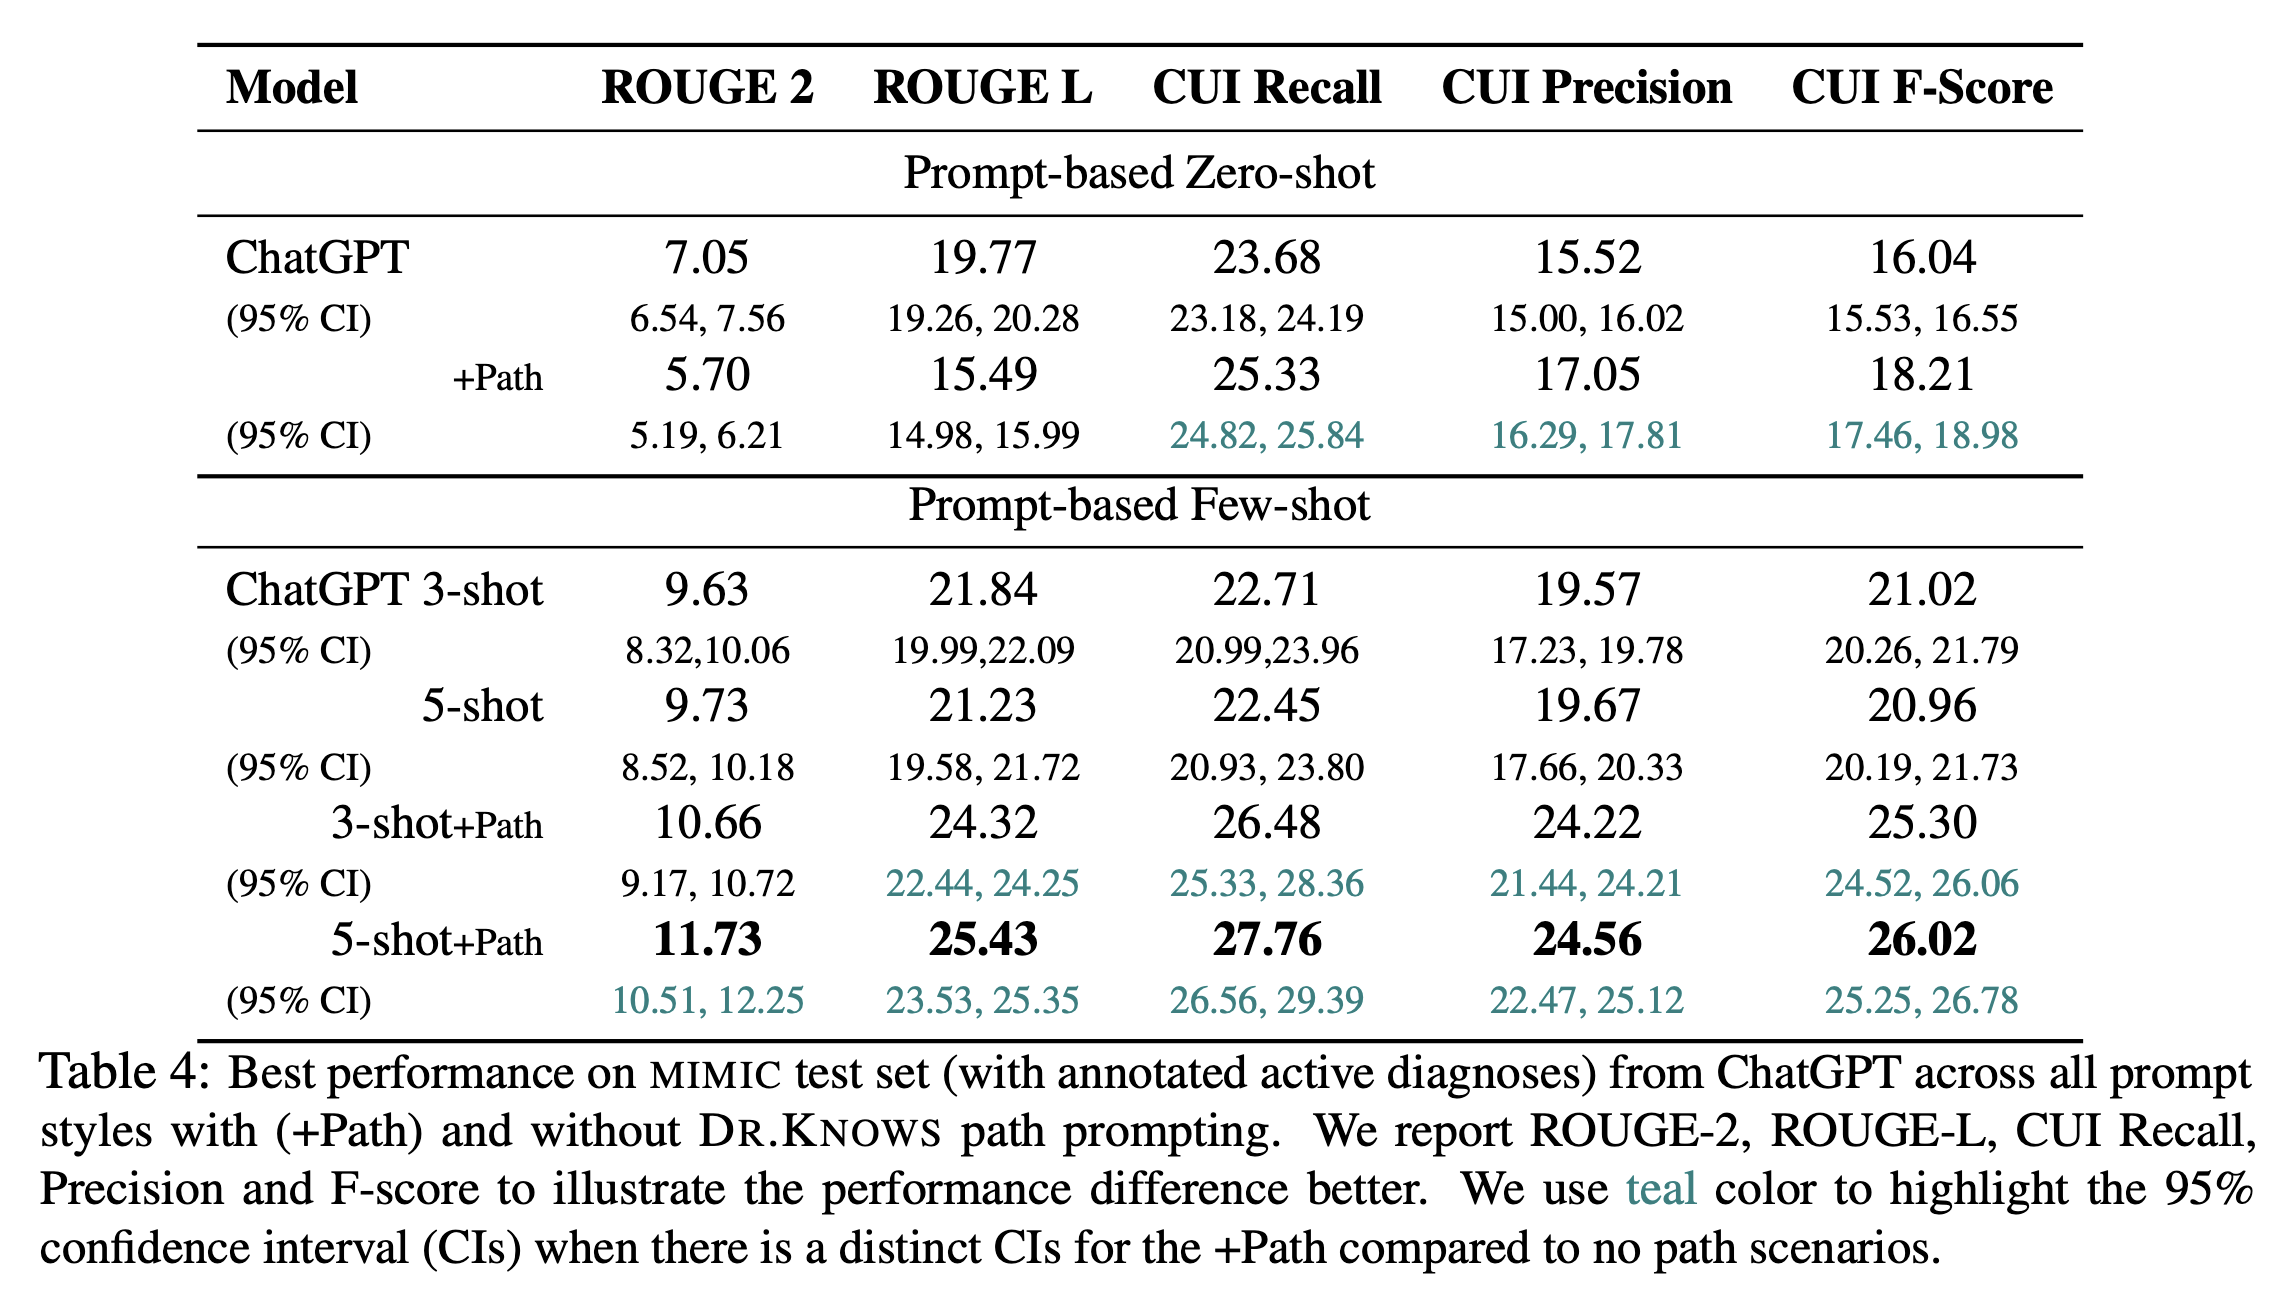 Model ROUGE 2 ROUGE L CUI Recall CUI Precision CUI F-Score
Prompt-based Zero-shot
ChatGPT 7.05 19.77 23.68 15.52 16.04
(95% CI) 6.54, 7.56 19.26, 20.28 23.18, 24.19 15.00, 16.02 15.53, 16.55
+Path 5.70 15.49 25.33 17.05 18.21
(95% CI) 5.19, 6.21 14.98, 15.99 24.82, 25.84 16.29, 17.81 17.46, 18.98
Prompt-based Few-shot
ChatGPT 3-shot 9.63 21.84 22.71 19.57 21.02
(95% CI) 8.32,10.06 19.99,22.09 20.99,23.96 17.23, 19.78 20.26, 21.79
5-shot 9.73 21.23 22.45 19.67 20.96
(95% CI) 8.52, 10.18 19.58, 21.72 20.93, 23.80 17.66, 20.33 20.19, 21.73
3-shot+Path 10.66 24.32 26.48 24.22 25.30
(95% CI) 9.17, 10.72 22.44, 24.25 25.33, 28.36 21.44, 24.21 24.52, 26.06
5-shot+Path 11.73 25.43 27.76 24.56 26.02
(95% CI) 10.51, 12.25 23.53, 25.35 26.56, 29.39 22.47, 25.12 25.25, 26.78
Table 4: Best performance on MIMIC test set (with annotated active diagnoses) from ChatGPT across all prompt
styles with (+Path) and without DR.KNOWS path prompting. We report ROUGE-2, ROUGE-L, CUI Recall,
Precision and F-score to illustrate the performance difference better. We use teal color to highlight the 95%
confidence interval (CIs) when there is a distinct CIs for the +Path compared to no path scenarios.